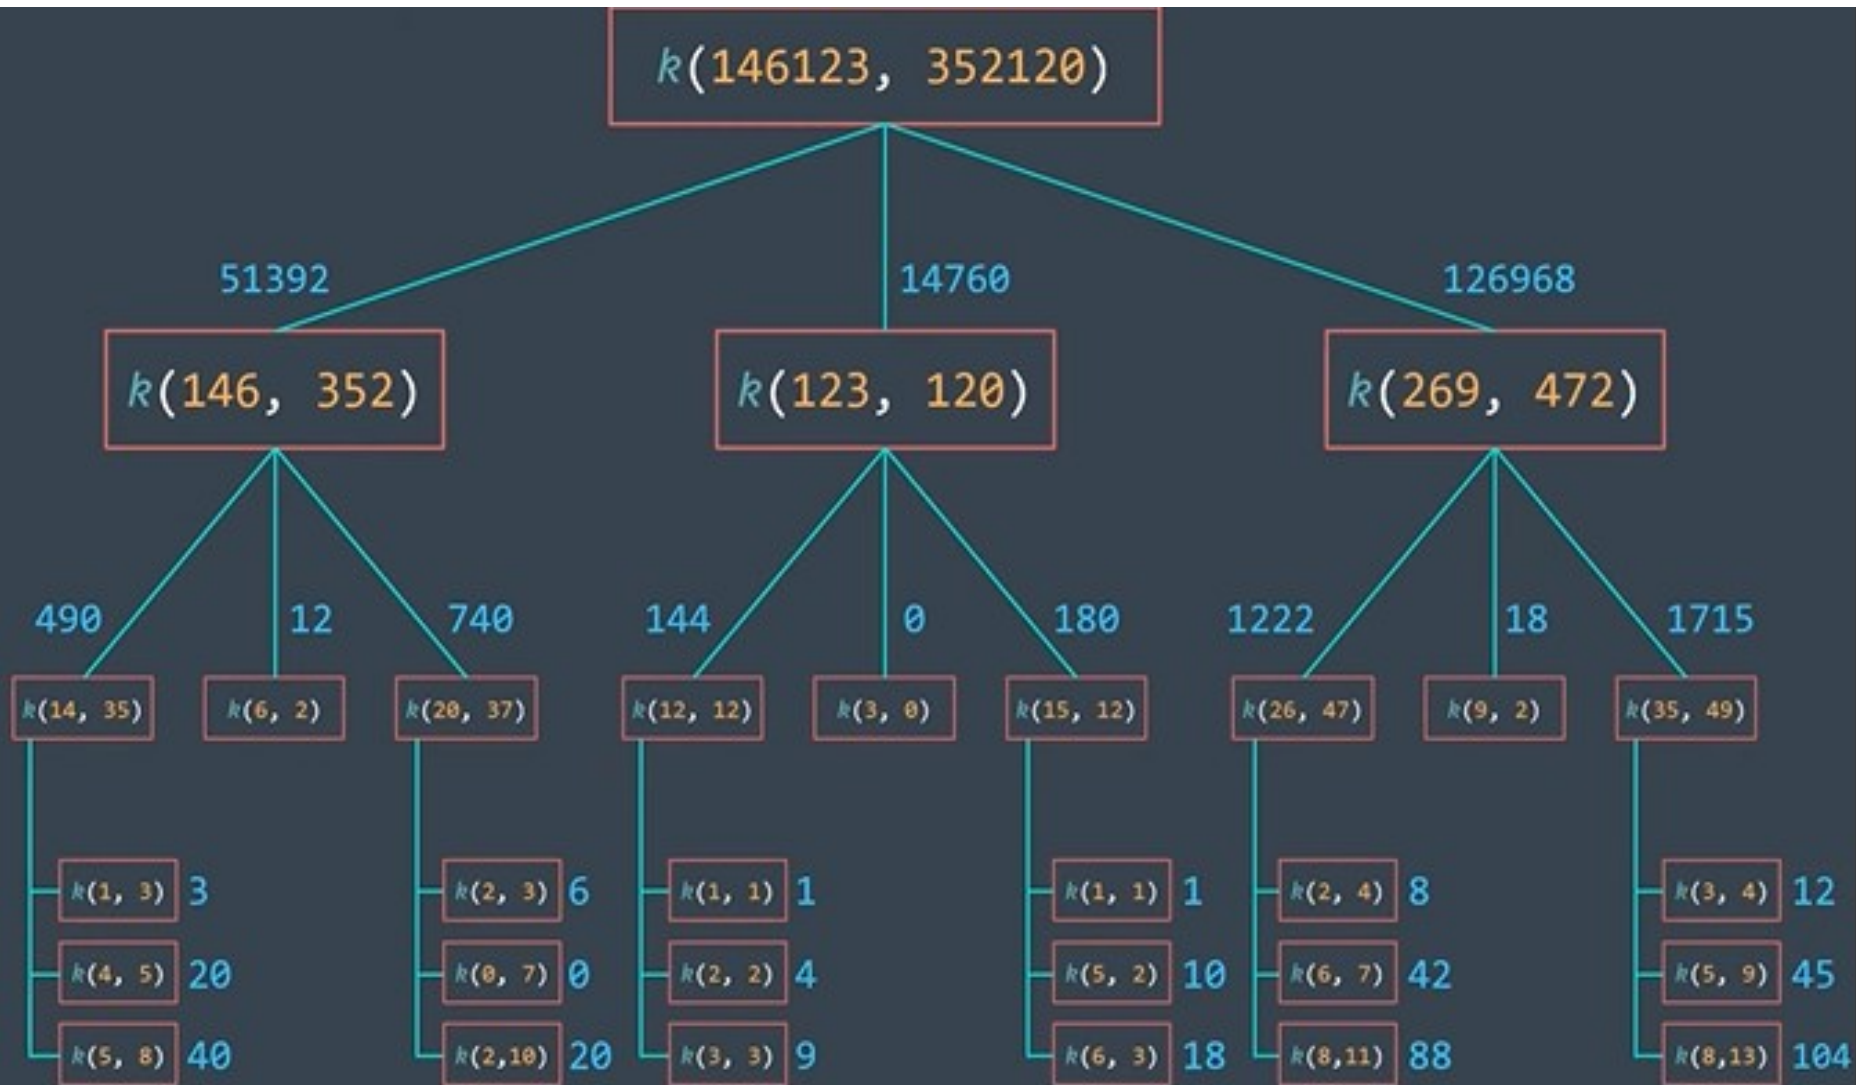 k(146123, 352120)
51392 14760 126968
k(146, 352) k(123, 120) k(269, 472)
490 12 740 144 0 180 1222 18 1715
k(14, 35) k(6, 2) k(20, 37) k(12, 12) k(3, 0) k(15, 12) k(26, 47) k(9, 2) k(35, 49)
k(1, 3) 3 k(2, 3) 6 k(1, 1) 1 k(1, 1) 1 k(2, 4) 8 k(3, 4) 12
k(4, 5) 20 k(0, 7) 0 k(2, 2) 4 k(5, 2) 10 k(6, 7) 42 k(5, 9) 45
k(5, 8) 40 k(2,10) 20 k(3, 3) 9 k(6, 3) 18 k(8,11) 88 k(8,13) 104